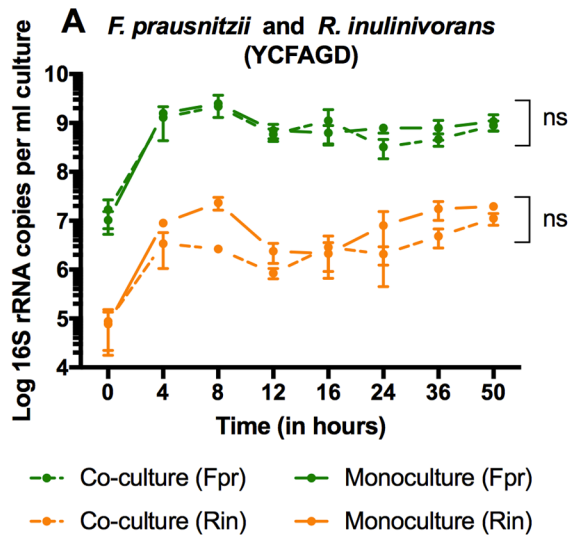 A F. prausnitzii and R. inulinivorans
(YCFAGD)
Log 16S rRNA copies per ml culture
10
9
8
7
6
5
4
ns
ns
0 4 8 12 16 24 36 50
Time (in hours)
Co-culture (Fpr) Monoculture (Fpr)
Co-culture (Rin) Monoculture (Rin)